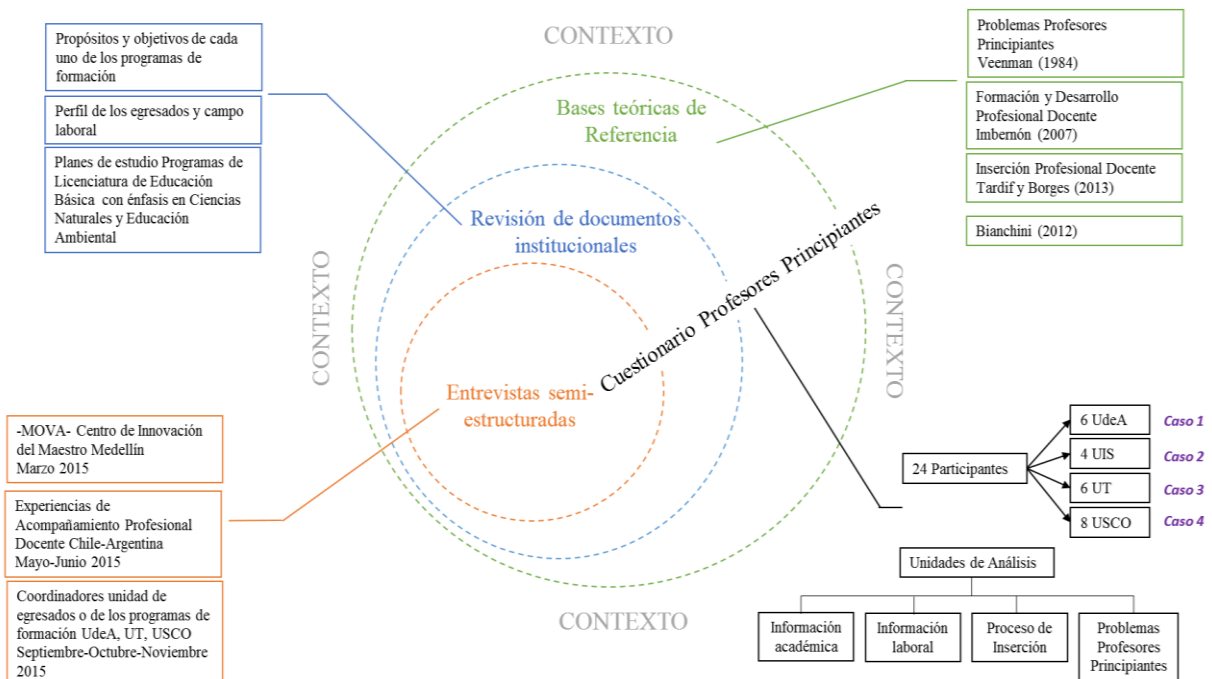 CONTEXTO
Propósitos y objetivos de cada
uno de los programas de
formación
Perfil de los egresados y campo
laboral
Planes de estudio Programas de
Licenciatura de Educación
Básica con énfasis en Ciencias
Naturales y Educación
Ambiental
Bases teóricas de
Referencia
Problemas Profesores
Principiantes
Veenman (1984)
Formación y Desarrollo
Profesional Docente
Imbernón (2007)
Inserción Profesional Docente
Tardif y Borges (2013)
Bianchini (2012)
Revisión de documentos
institucionales
CONTEXTO
CONTEXTO
Cuestionario Profesores Principiantes
Entrevistas semi-
estructuradas
-MOVA- Centro de Innovación
del Maestro Medellín
Marzo 2015
Experiencias de
Acompañamiento Profesional
Docente Chile-Argentina
Mayo-Junio 2015
Coordinadores unidad de
egresados o de los programas de
formación UdeA, UT, USCO
Septiembre-Octubre-Noviembre
2015
24 Participantes
6 UdeA Caso 1
4 UIS Caso 2
6 UT Caso 3
8 USCO Caso 4
Unidades de Análisis
Información
académica
Información
laboral
Proceso de
Inserción
Problemas
Profesores
Principiantes
CONTEXTO